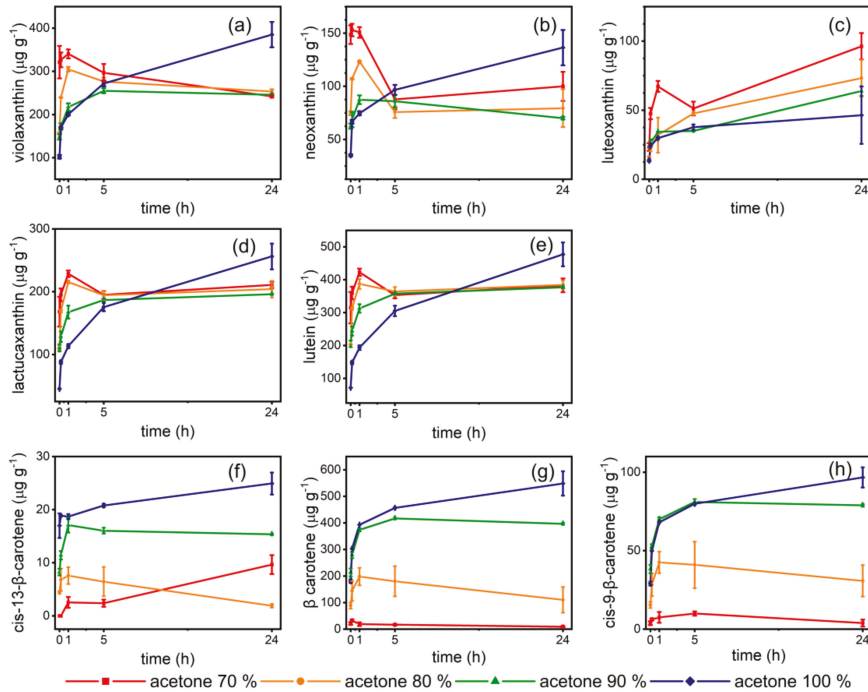 (a)
violaxanthin (µg g-1)
400
300
200
100
0 1 5 24
time (h)
(b)
neoxanthin (µg g-1)
150
100
50
0 1 5 24
time (h)
(c)
luteoxanthin (µg g-1)
100
50
0
0 1 5 24
time (h)
(d)
lactucaxanthin (µg g-1)
300
200
100
0 1 5 24
time (h)
(e)
lutein (µg g-1)
500
400
300
200
100
0 1 5 24
time (h)
(f)
cis-13-β-carotene (µg g-1)
30
20
10
0
0 1 5 24
time (h)
(g)
β carotene (µg g-1)
600
500
400
300
200
100
0
0 1 5 24
time (h)
(h)
cis-9-β-carotene (µg g-1)
100
50
0
0 1 5 24
time (h)
acetone 70 % acetone 80 % acetone 90 % acetone 100 %